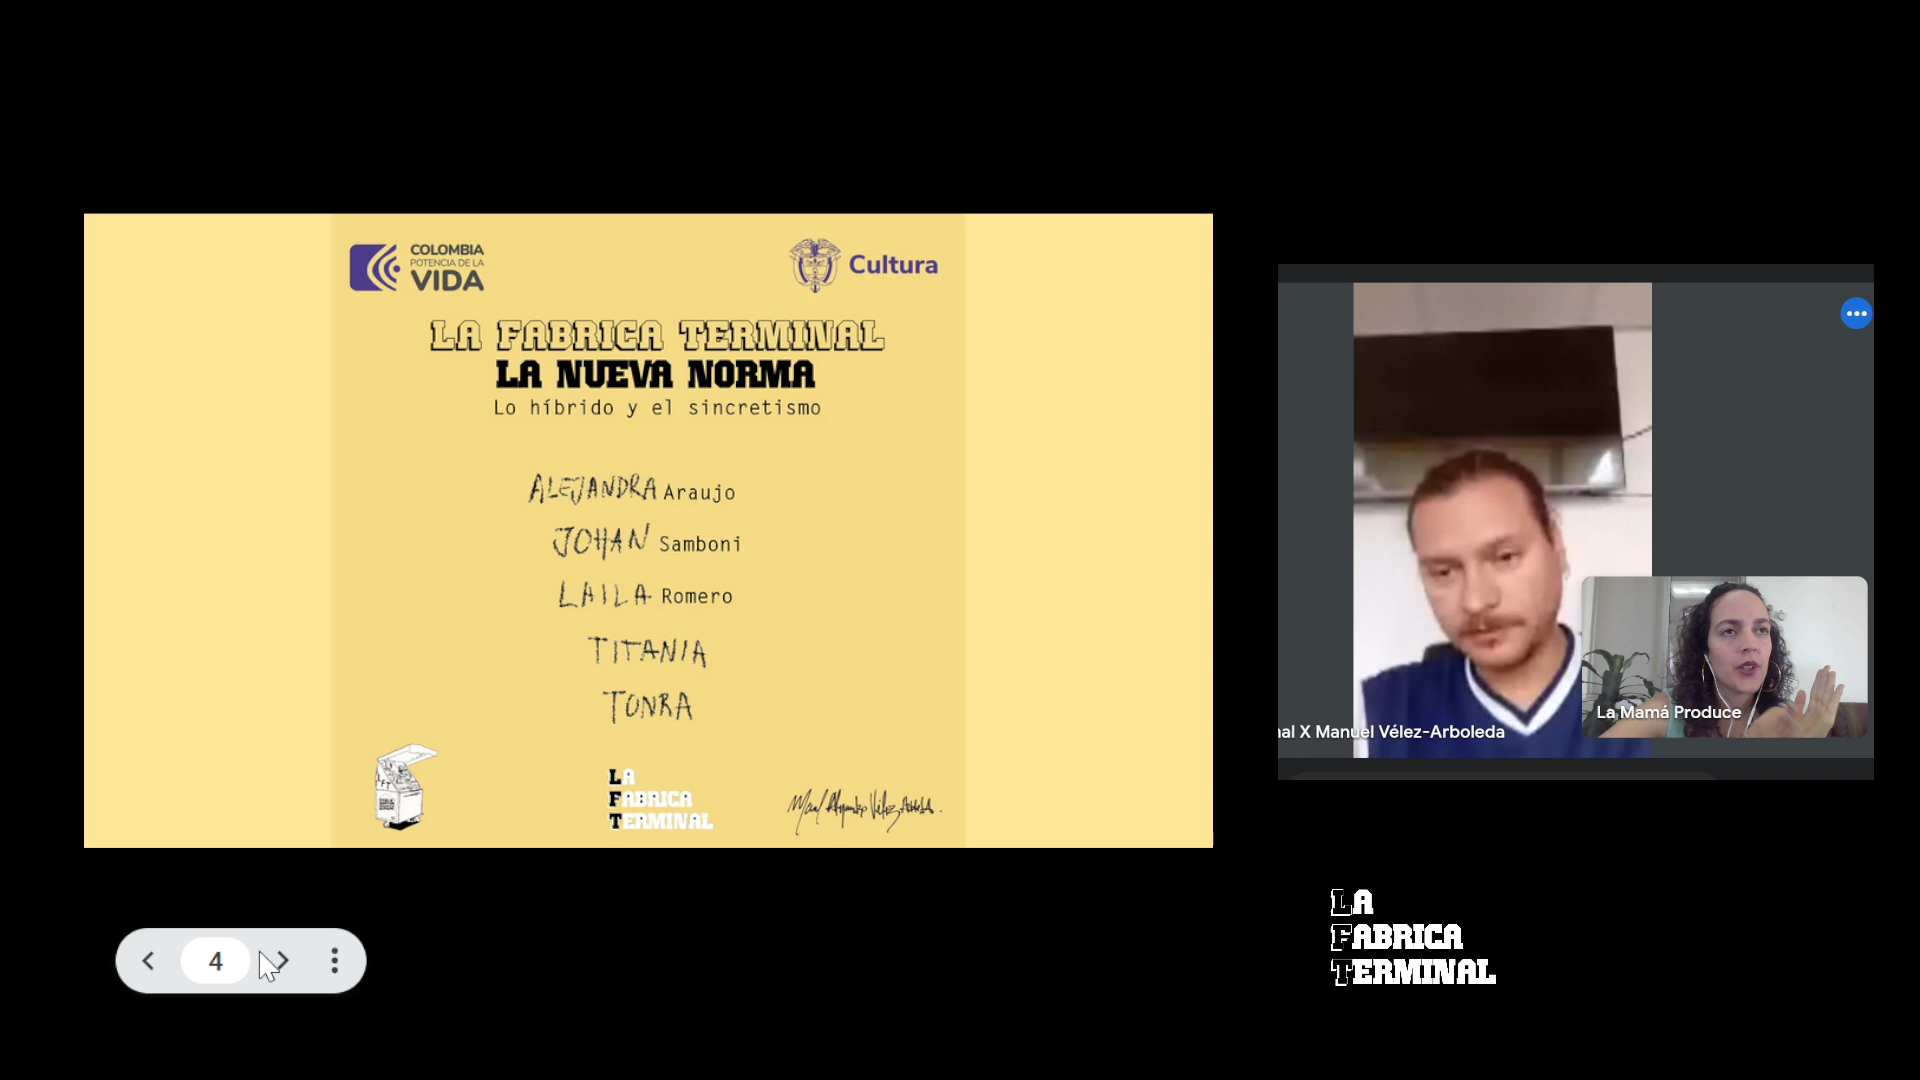 COLOMBIA
POTENCIA DE LA
VIDA
Cultura
LA FABRICA TERMINAL
LA NUEVA NORMA
Lo híbrido y el sincretismo
ALEJANDRA Araujo
JOHAN Samboni
LAILA Romero
TITANIA
TONRA
LA
FABRICA
TERMINAL
nal X Manuel Vélez-Arboleda
La Mamá Produce
4
LA
FABRICA
TERMINAL